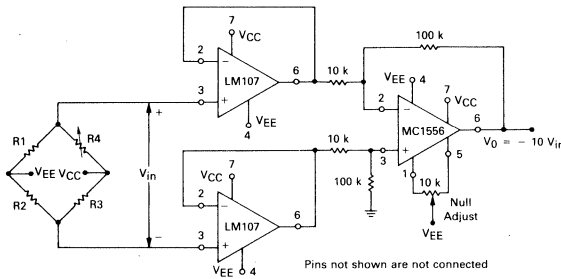 7
VCC
2
−
LM107
6
3
+
4
VEE
10 k
100 k
VEE
4
2
−
7
VCC
MC1556
6
VO = − 10 Vin
3
+
1
5
10 k
Null
Adjust
VEE
R1
R4
VEE
VCC
R2
R3
+
Vin
−
7
VCC
2
−
LM107
6
3
+
VEE
4
10 k
100 k
Pins not shown are not connected